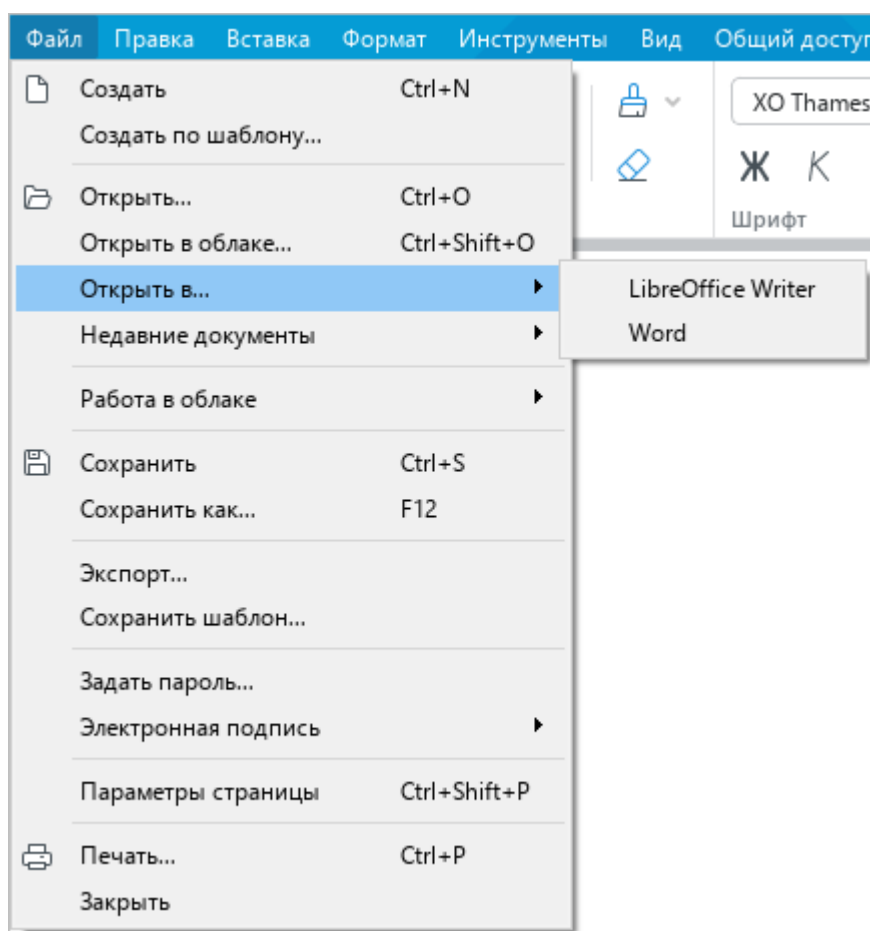 Файл Правка Вставка Формат Инструменты Вид Общий доступ
Создать Ctrl+N
XO Thames
Создать по шаблону...
Ж К
Открыть... Ctrl+O
Шрифт
Открыть в облаке... Ctrl+Shift+O
Открыть в... LibreOffice Writer
Недавние документы Word
Работа в облаке
Сохранить Ctrl+S
Сохранить как... F12
Экспорт...
Сохранить шаблон...
Задать пароль...
Электронная подпись
Параметры страницы Ctrl+Shift+P
Печать... Ctrl+P
Закрыть